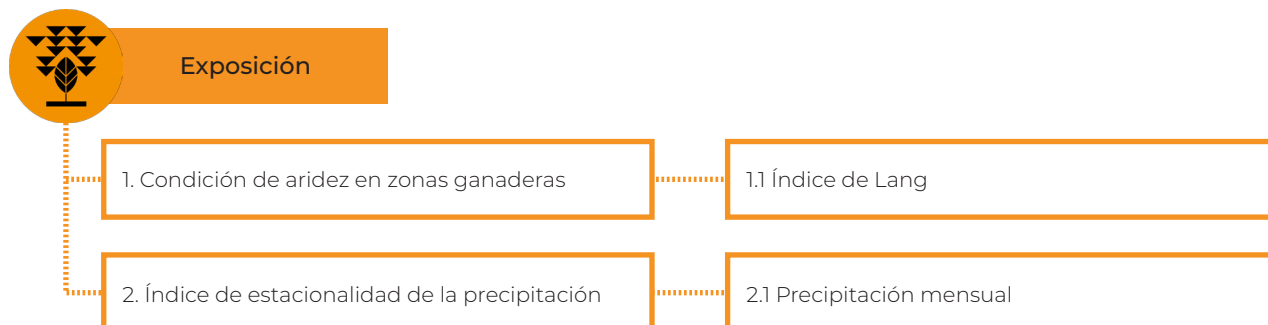 Exposición
1. Condición de aridez en zonas ganaderas
1.1 Índice de Lang
2. Índice de estacionalidad de la precipitación
2.1 Precipitación mensual